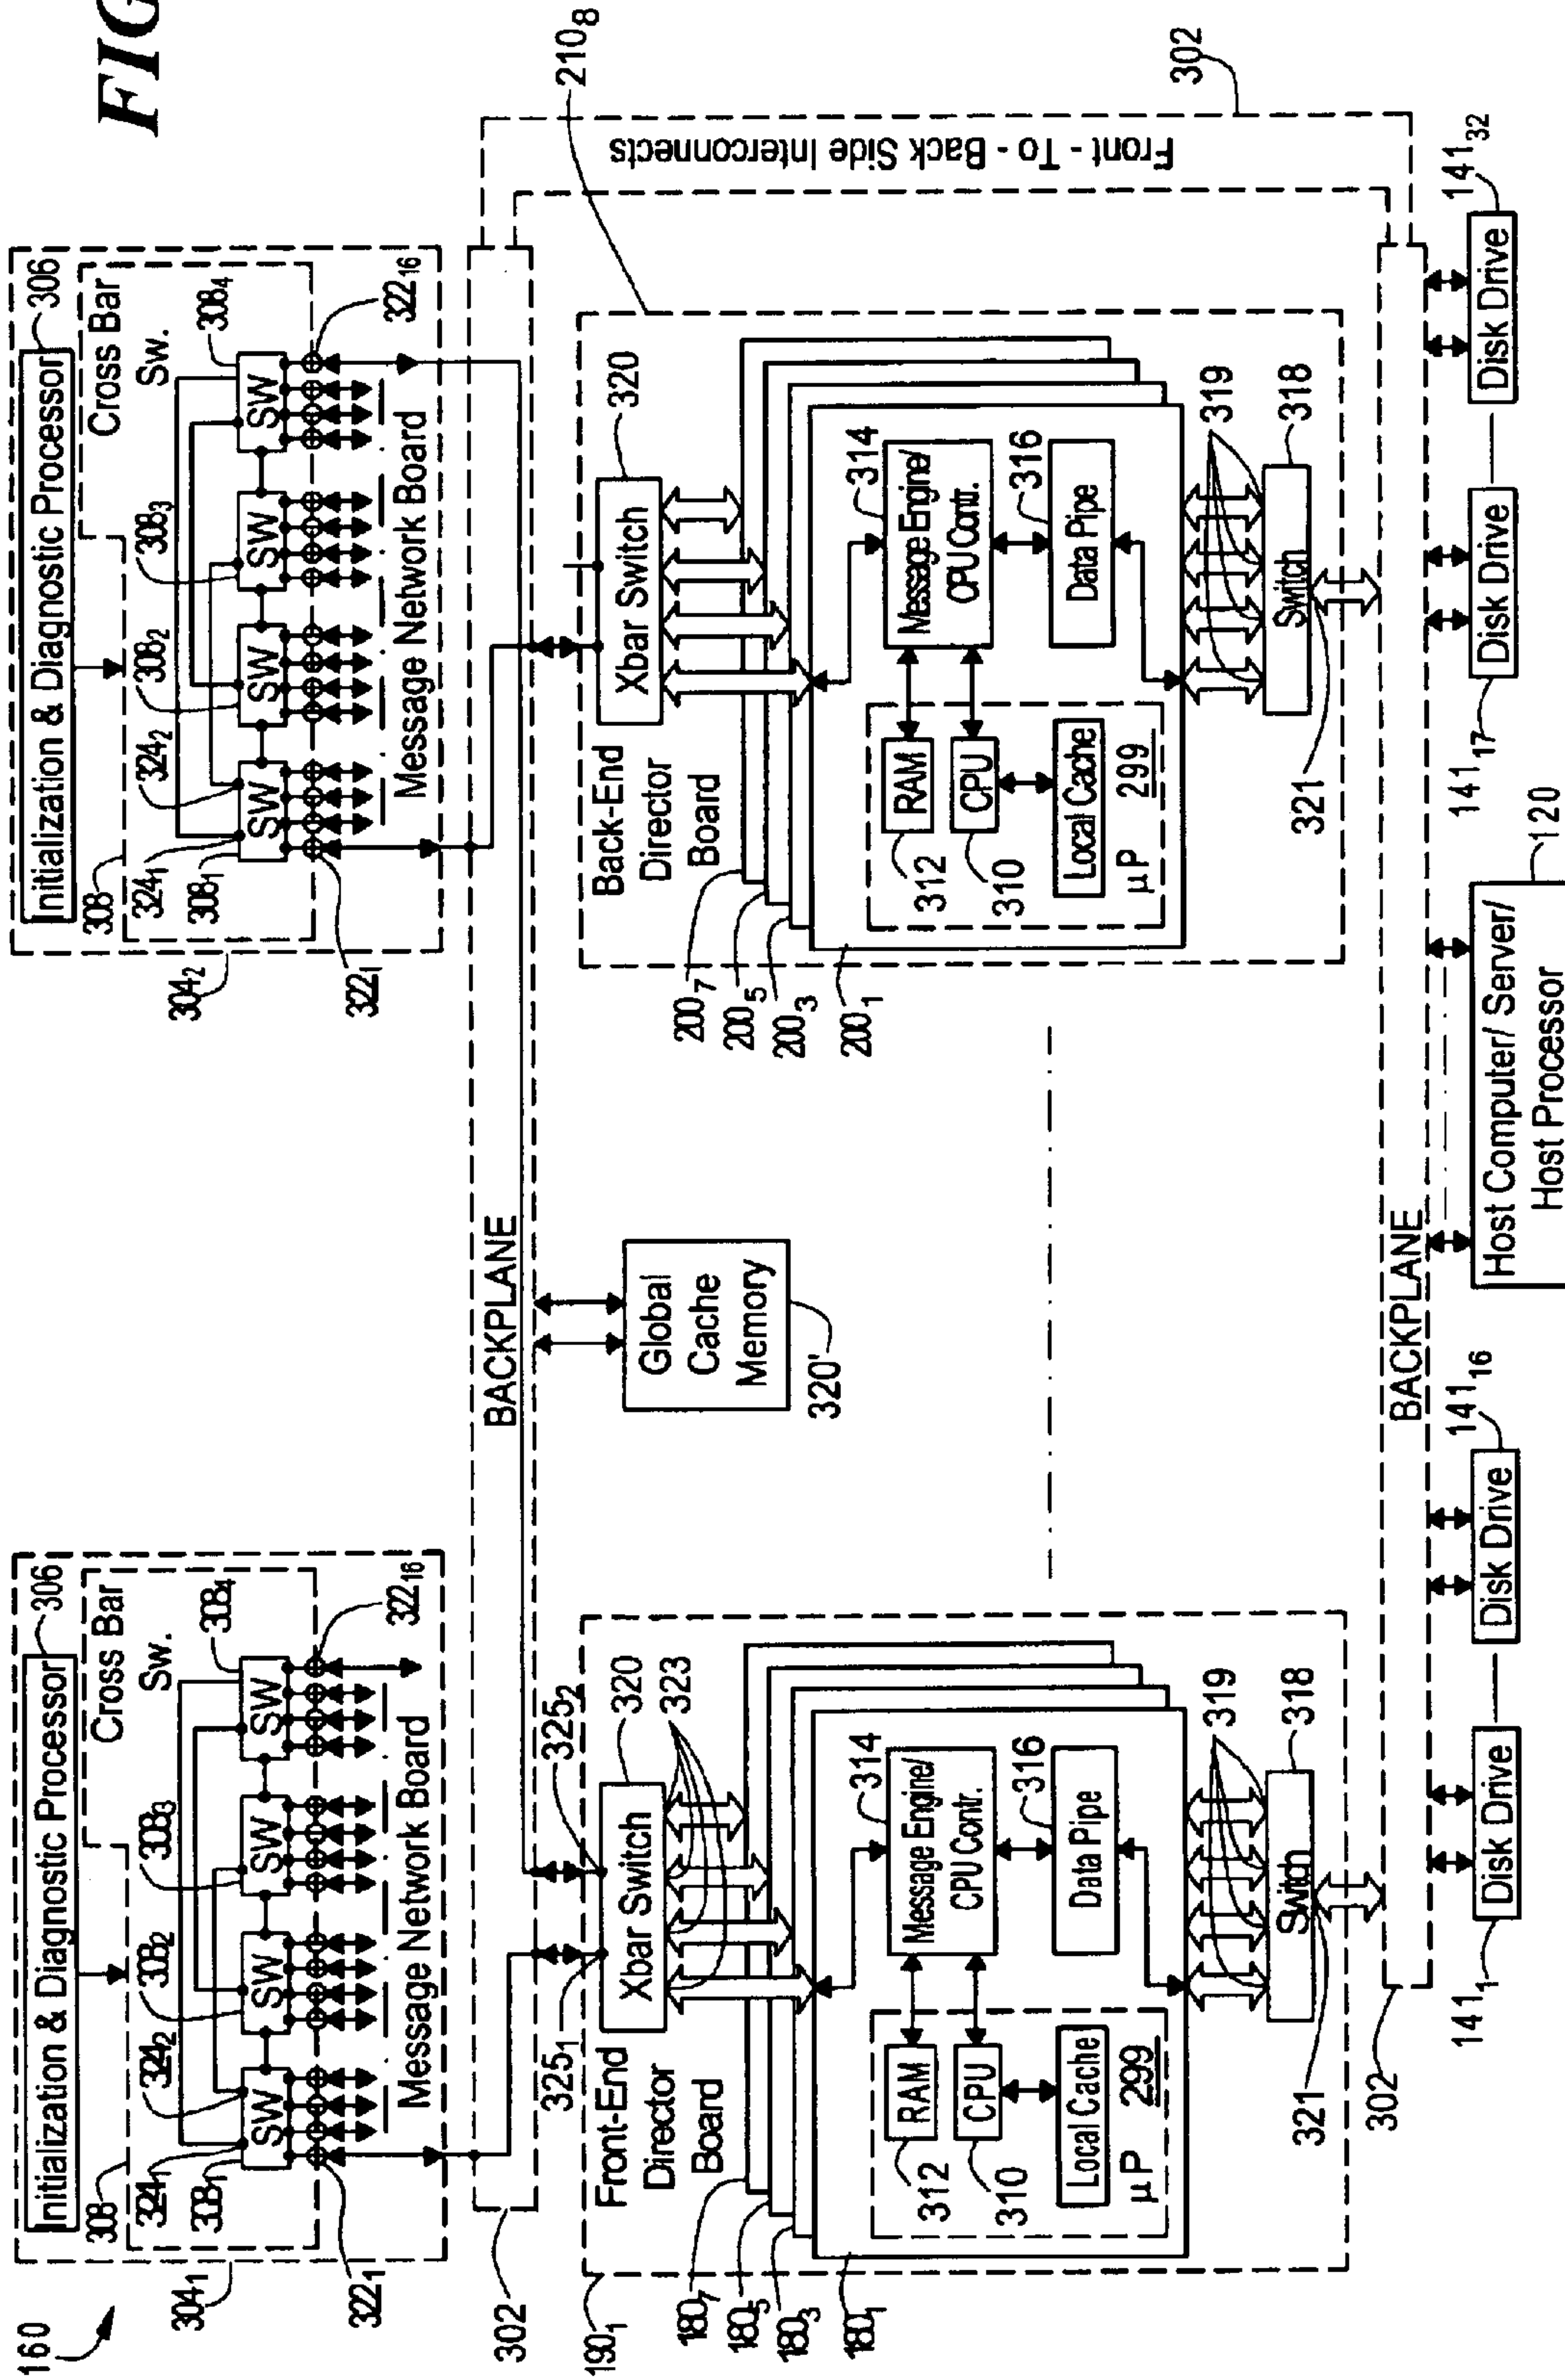 FIG
160
Initialization & Diagnostic Processor
306
Cross Bar
Sw.
308
324₁
324₂
308₁
308₂
308₃
308₄
SW
SW
SW
SW
304₁
322₁
322₁₆
Message Network Board
Initialization & Diagnostic Processor
306
Cross Bar
Sw.
308
324₁
324₂
308₁
308₂
308₃
308₄
SW
SW
SW
SW
304₂
322₁
322₁₆
Message Network Board
302
BACKPLANE
Front - To - Back Side Interconnects
302
Global
Cache
Memory
320'
190₁
Front-End
Director
Board
325₁
325₂
Xbar Switch
320
323
180₇
180₅
180₃
180₁
RAM
312
CPU
310
Local Cache
µP 299
Message Engine/
CPU Contr.
314
Data Pipe
316
319
Switch
318
321
210₈
Back-End
Director
Board
Xbar Switch
320
200₇
200₅
200₃
200₁
RAM
312
CPU
310
Local Cache
µP 299
Message Engine/
CPU Contr.
314
Data Pipe
316
319
Switch
318
321
302
BACKPLANE
141₁
Disk Drive
Disk Drive
141₁₆
Host Computer/ Server/
Host Processor
120
141₁₇
Disk Drive
Disk Drive
141₃₂